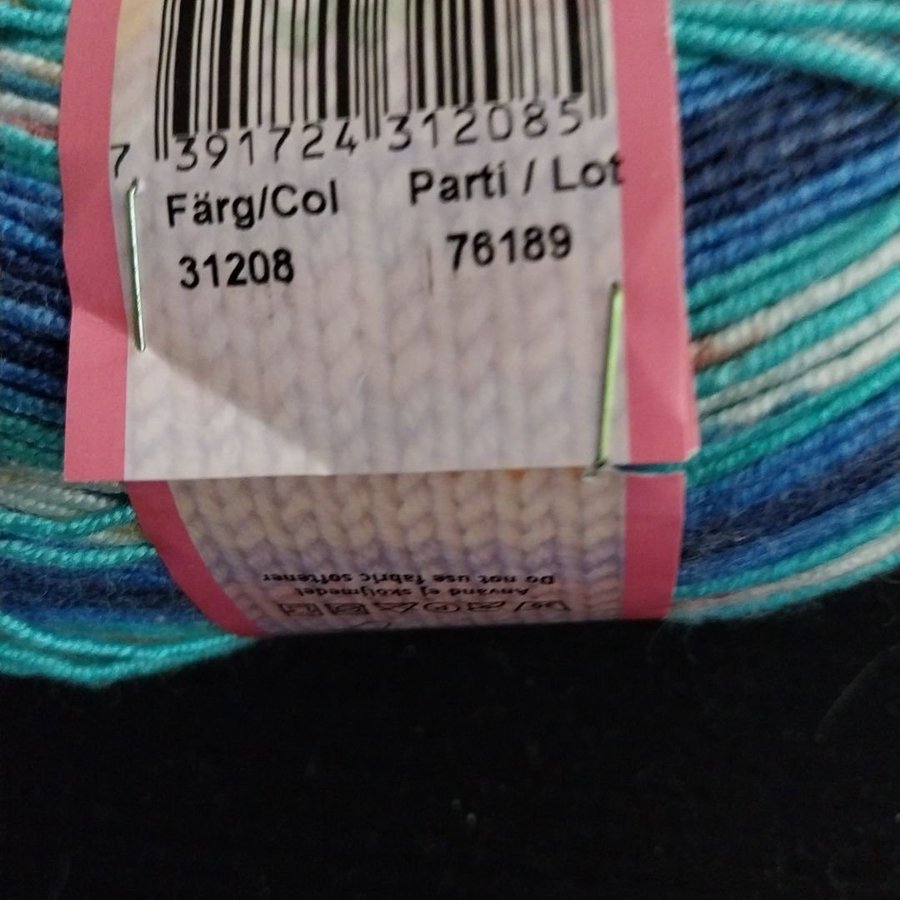 7 391724 312085
Färg/Col Parti / Lot
31208 76189
Do not use fabric softener
Använd ej sköljmedel